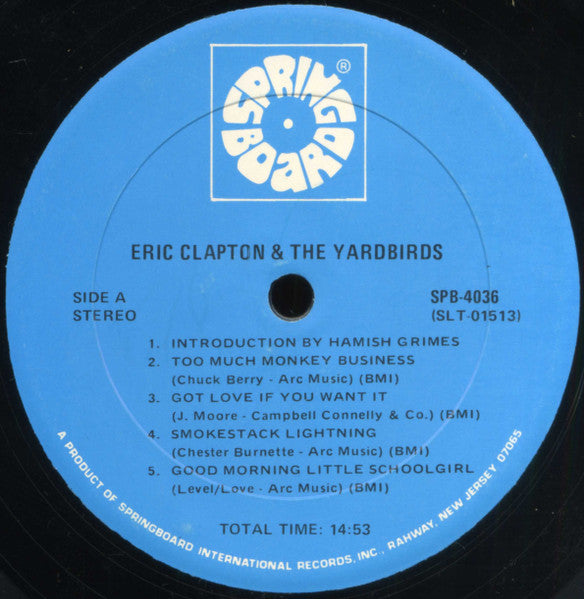 SPRINGBOARD ®
ERIC CLAPTON & THE YARDBIRDS
SIDE A
STEREO
SPB-4036
(SLT-01513)
1. INTRODUCTION BY HAMISH GRIMES
2. TOO MUCH MONKEY BUSINESS
(Chuck Berry - Arc Music) (BMI)
3. GOT LOVE IF YOU WANT IT
(J. Moore - Campbell Connelly & Co.) (BMI)
4. SMOKESTACK LIGHTNING
(Chester Burnette - Arc Music) (BMI)
5. GOOD MORNING LITTLE SCHOOLGIRL
(Level/Love - Arc Music) (BMI)
TOTAL TIME: 14:53
A PRODUCT OF SPRINGBOARD INTERNATIONAL RECORDS, INC., RAHWAY, NEW JERSEY 07065